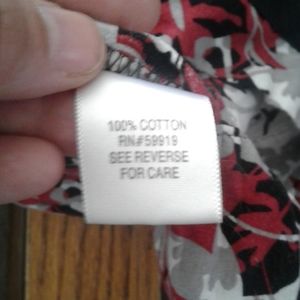 100% COTTON
RN#59919
SEE REVERSE
FOR CARE